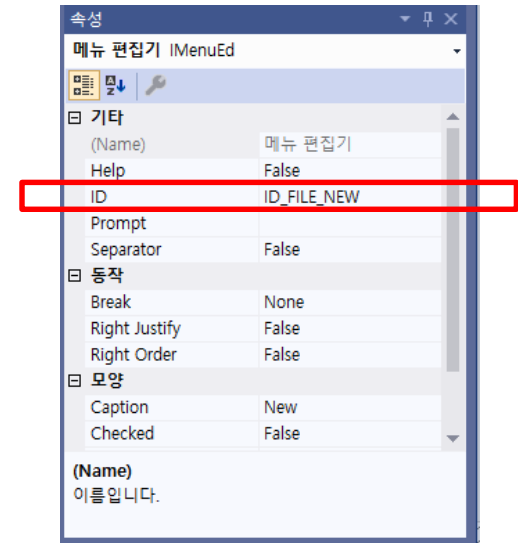 속성
메뉴 편집기 IMenuEd
기타
(Name) 메뉴 편집기
Help False
ID ID_FILE_NEW
Prompt
Separator False
동작
Break None
Right Justify False
Right Order False
모양
Caption New
Checked False
(Name)
이름입니다.